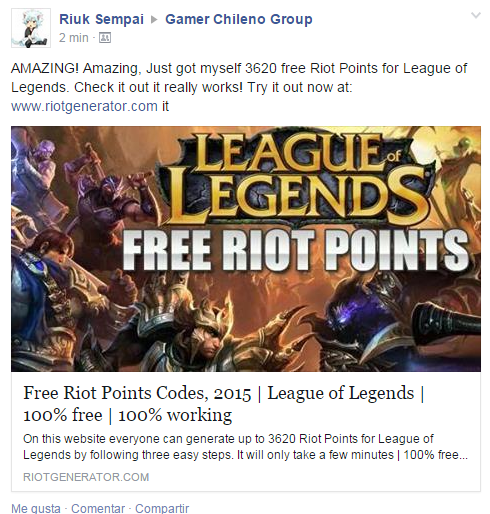 Riuk Sempai ▸ Gamer Chileno Group
2 min ·
AMAZING! Amazing, Just got myself 3620 free Riot Points for League of
Legends. Check it out it really works! Try it out now at:
www.riotgenerator.com it
LEAGUE of
LEGENDS
FREE RIOT POINTS
Free Riot Points Codes, 2015 | League of Legends |
100% free | 100% working
On this website everyone can generate up to 3620 Riot Points for League of
Legends by following three easy steps. It will only take a few minutes | 100% free...
RIOTGENERATOR.COM
Me gusta · Comentar · Compartir